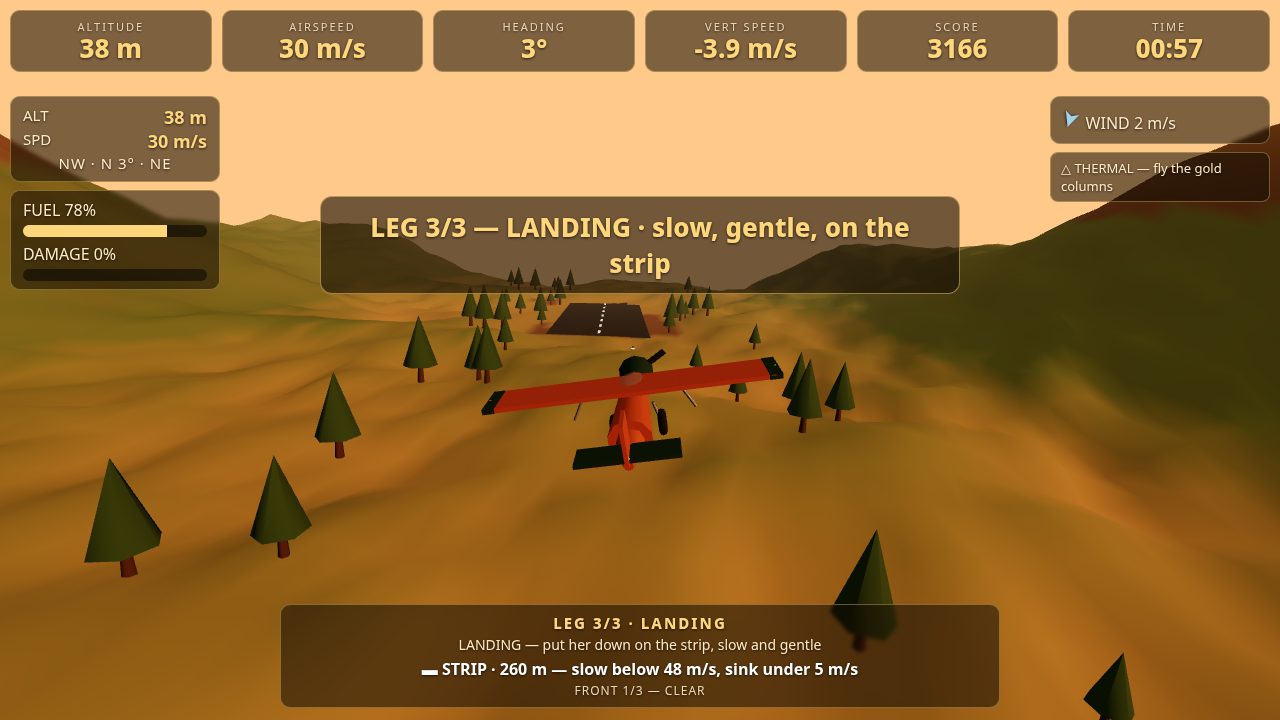 ALTITUDE
38 m
AIRSPEED
30 m/s
HEADING
3°
VERT SPEED
-3.9 m/s
SCORE
3166
TIME
00:57
ALT 38 m
SPD 30 m/s
NW · N 3° · NE
FUEL 78%
DAMAGE 0%
WIND 2 m/s
△ THERMAL — fly the gold
columns
LEG 3/3 — LANDING · slow, gentle, on the
strip
LEG 3/3 · LANDING
LANDING — put her down on the strip, slow and gentle
▬ STRIP · 260 m — slow below 48 m/s, sink under 5 m/s
FRONT 1/3 — CLEAR